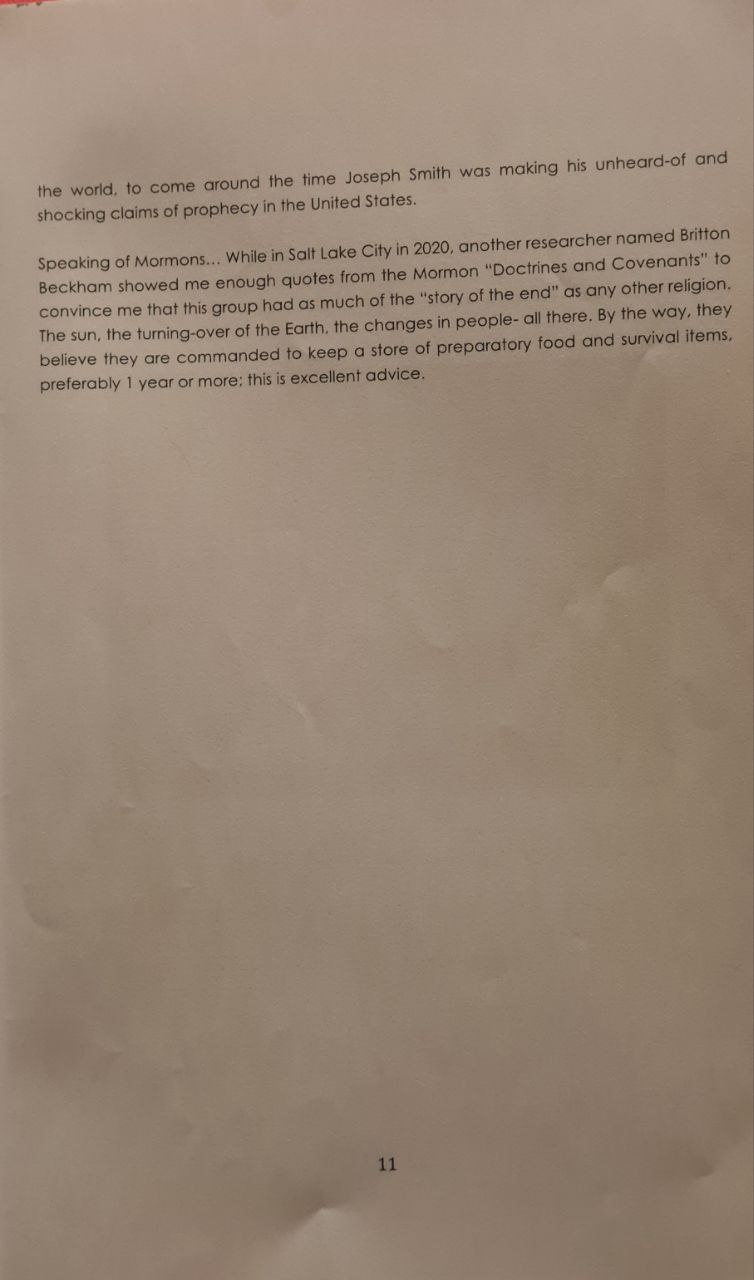 the world, to come around the time Joseph Smith was making his unheard-of and
shocking claims of prophecy in the United States.
Speaking of Mormons... While in Salt Lake City in 2020, another researcher named Britton
Beckham showed me enough quotes from the Mormon "Doctrines and Covenants" to
convince me that this group had as much of the "story of the end" as any other religion.
The sun, the turning-over of the Earth, the changes in people- all there. By the way, they
believe they are commanded to keep a store of preparatory food and survival items,
preferably 1 year or more; this is excellent advice.
11